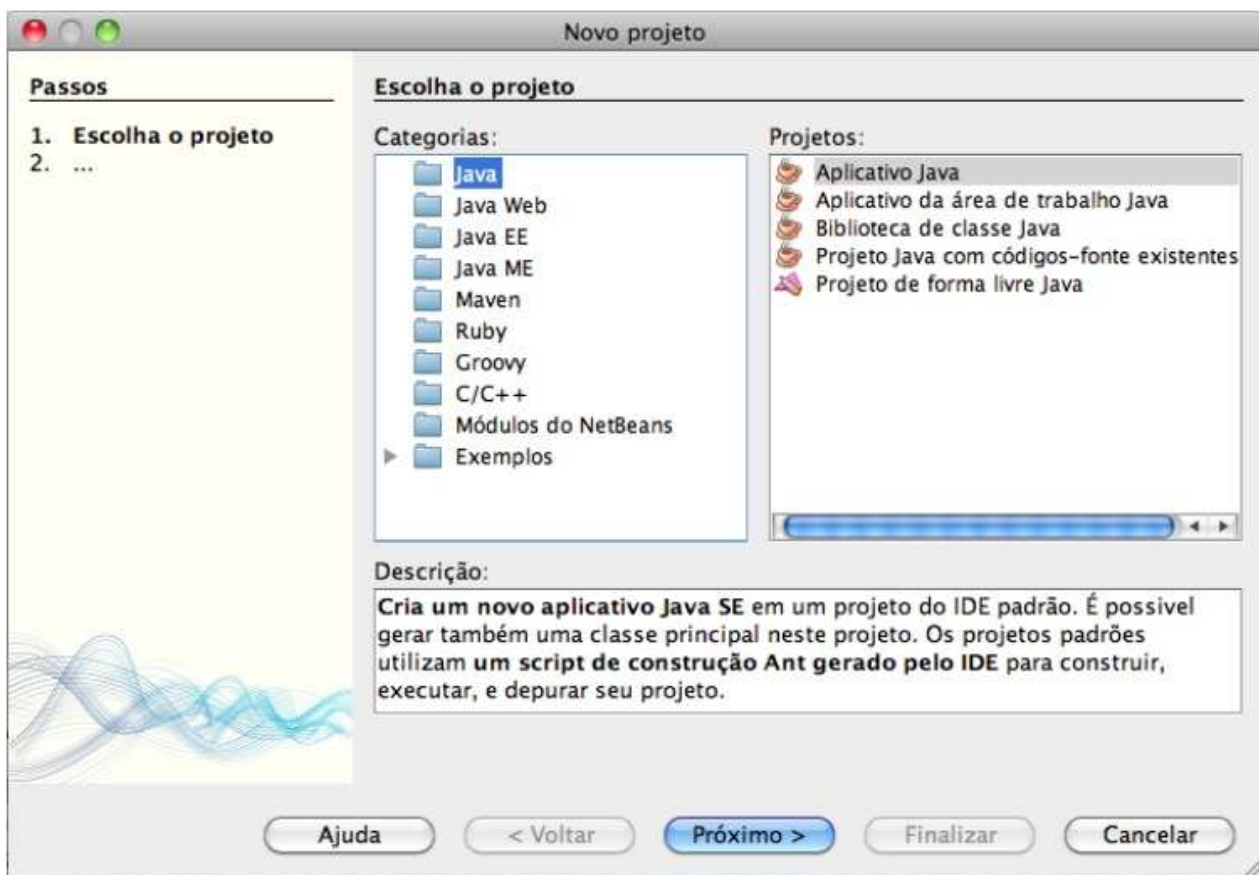 Novo projeto
Passos
1. Escolha o projeto
2. ...
Escolha o projeto
Categorias:
Java
Java Web
Java EE
Java ME
Maven
Ruby
Groovy
C/C++
Módulos do NetBeans
Exemplos
Projetos:
Aplicativo Java
Aplicativo da área de trabalho Java
Biblioteca de classe Java
Projeto Java com códigos-fonte existentes
Projeto de forma livre Java
Descrição:
Cria um novo aplicativo Java SE em um projeto do IDE padrão. É possivel
gerar também uma classe principal neste projeto. Os projetos padrões
utilizam um script de construção Ant gerado pelo IDE para construir,
executar, e depurar seu projeto.
Ajuda
< Voltar
Próximo >
Finalizar
Cancelar